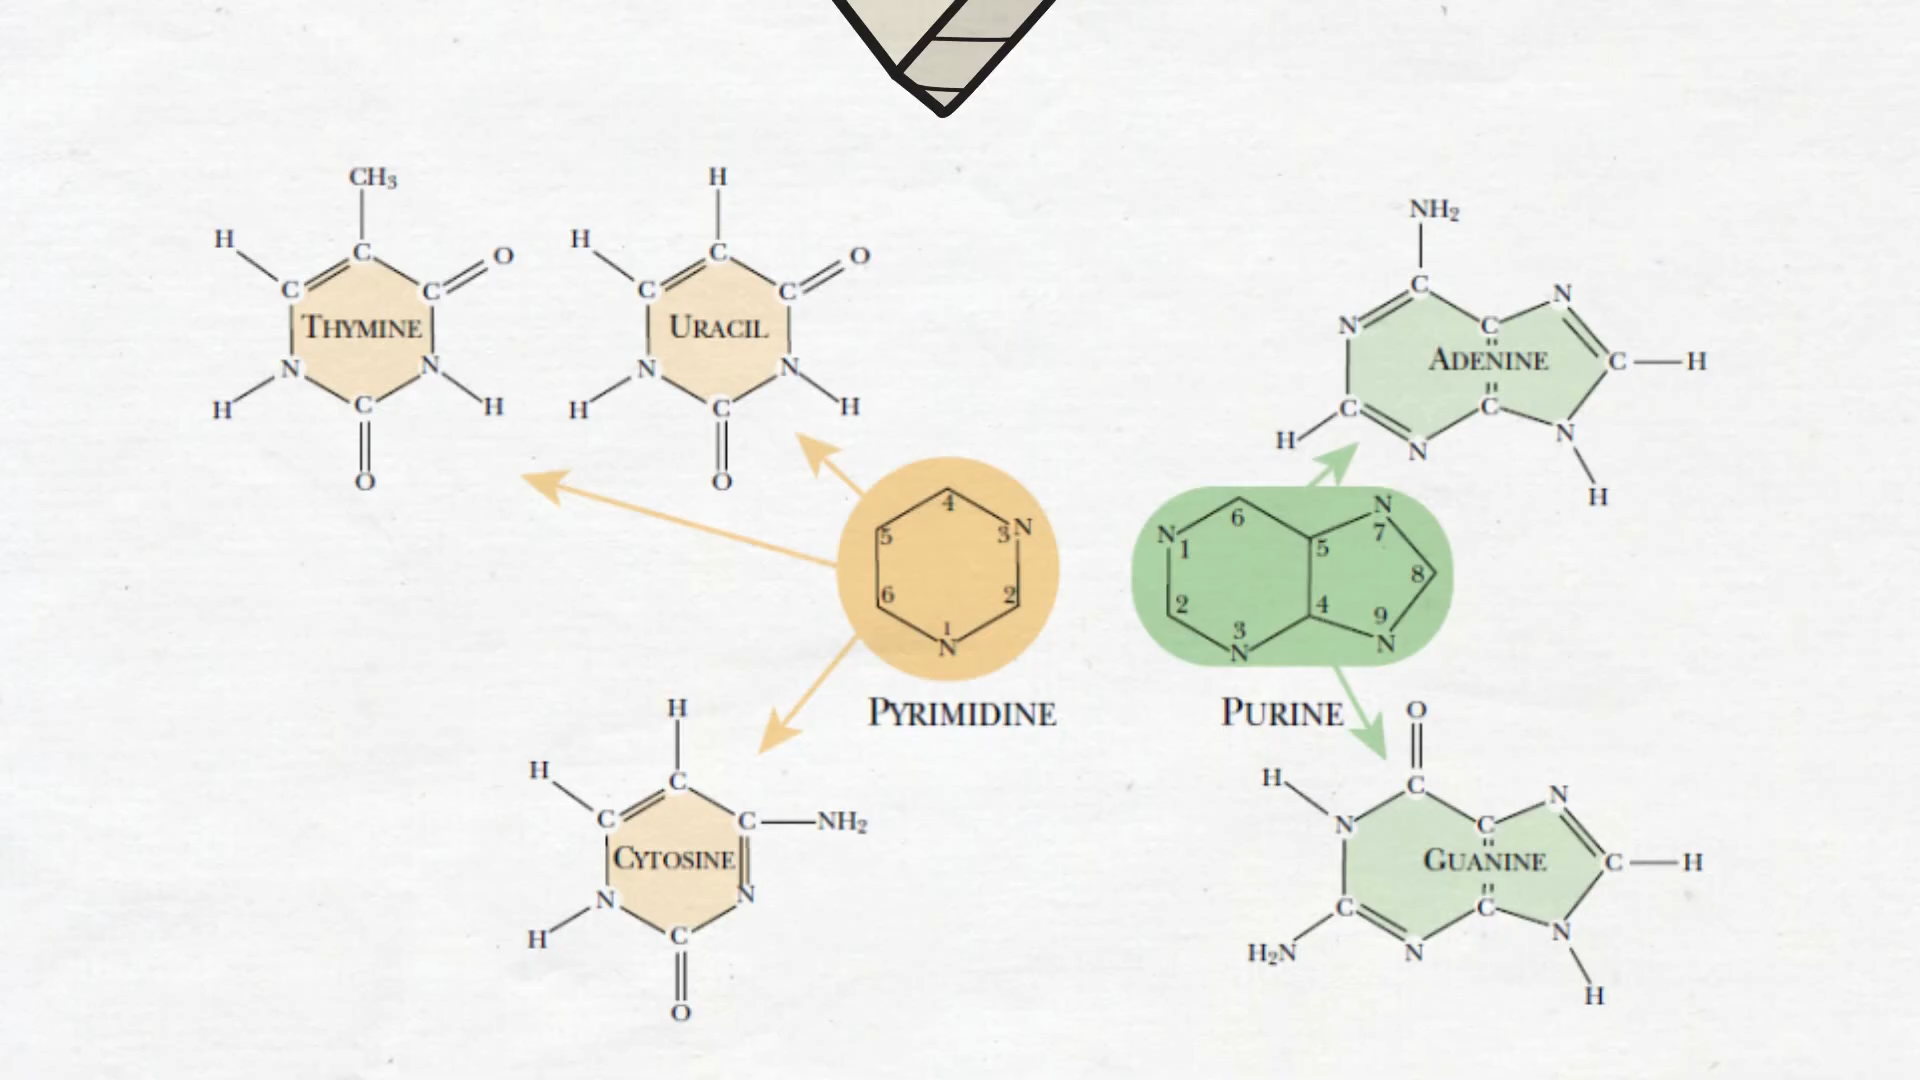 CH₃
H
C
O
C
C
THYMINE
N
N
H
C
H
O
H
H
C
O
C
C
URACIL
N
N
H
C
H
O
NH₂
C
N
N
C
ADENINE
C
H
C
C
N
H
N
H
4
5
3 N
6
2
1
N
PYRIMIDINE
6
N
1
N
7
5
8
2
4
9
3
N
N
PURINE
H
H
C
C
C
NH₂
CYTOSINE
N
N
H
C
O
O
H
C
N
N
C
GUANINE
C
H
C
C
H₂N
N
N
H